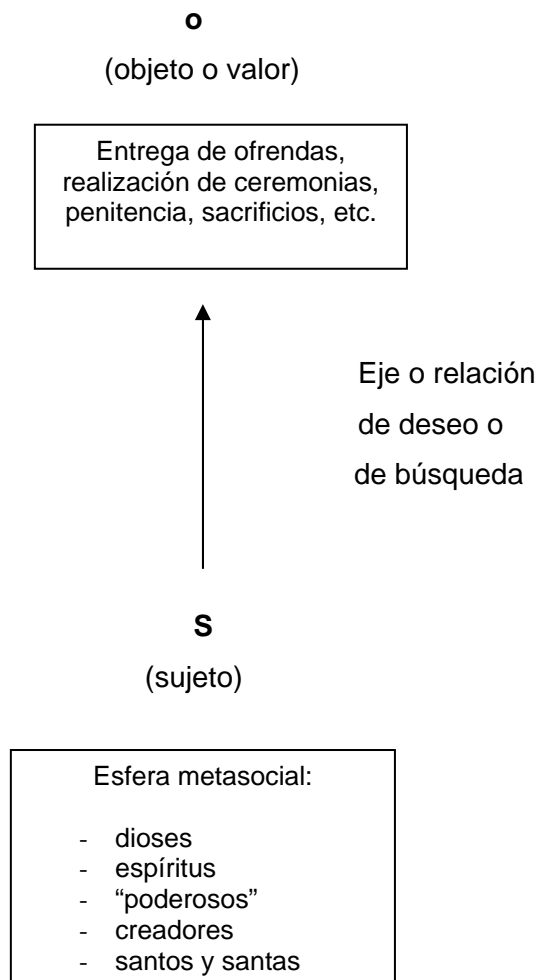 o
(objeto o valor)
Entrega de ofrendas,
realización de ceremonias,
penitencia, sacrificios, etc.
Eje o relación
de deseo o
de búsqueda
S
(sujeto)
Esfera metasocial:
- dioses
- espíritus
- “poderosos”
- creadores
- santos y santas